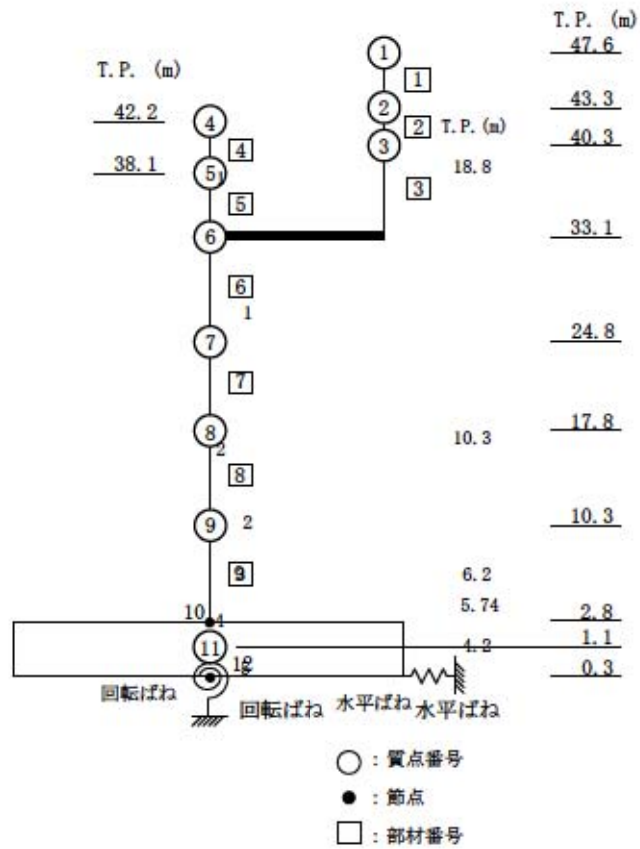 T.P. (m)
① 47.6
1
T.P. (m)
42.2 ④ ② 43.3
4 2 T.P.(m)
③ 40.3
38.1 ⑤ 18.8
1
5 3
⑥ 33.1
6
1
⑦ 24.8
7
⑧ 17.8
2 10.3
8
⑨ 2 10.3
9 6.2
5.74
10 4 2.8
⑪ 4.2 1.1
12 0.3
回転ばね 回転ばね 水平ばね 水平ばね
○ : 質点番号
● : 節点
□ : 部材番号